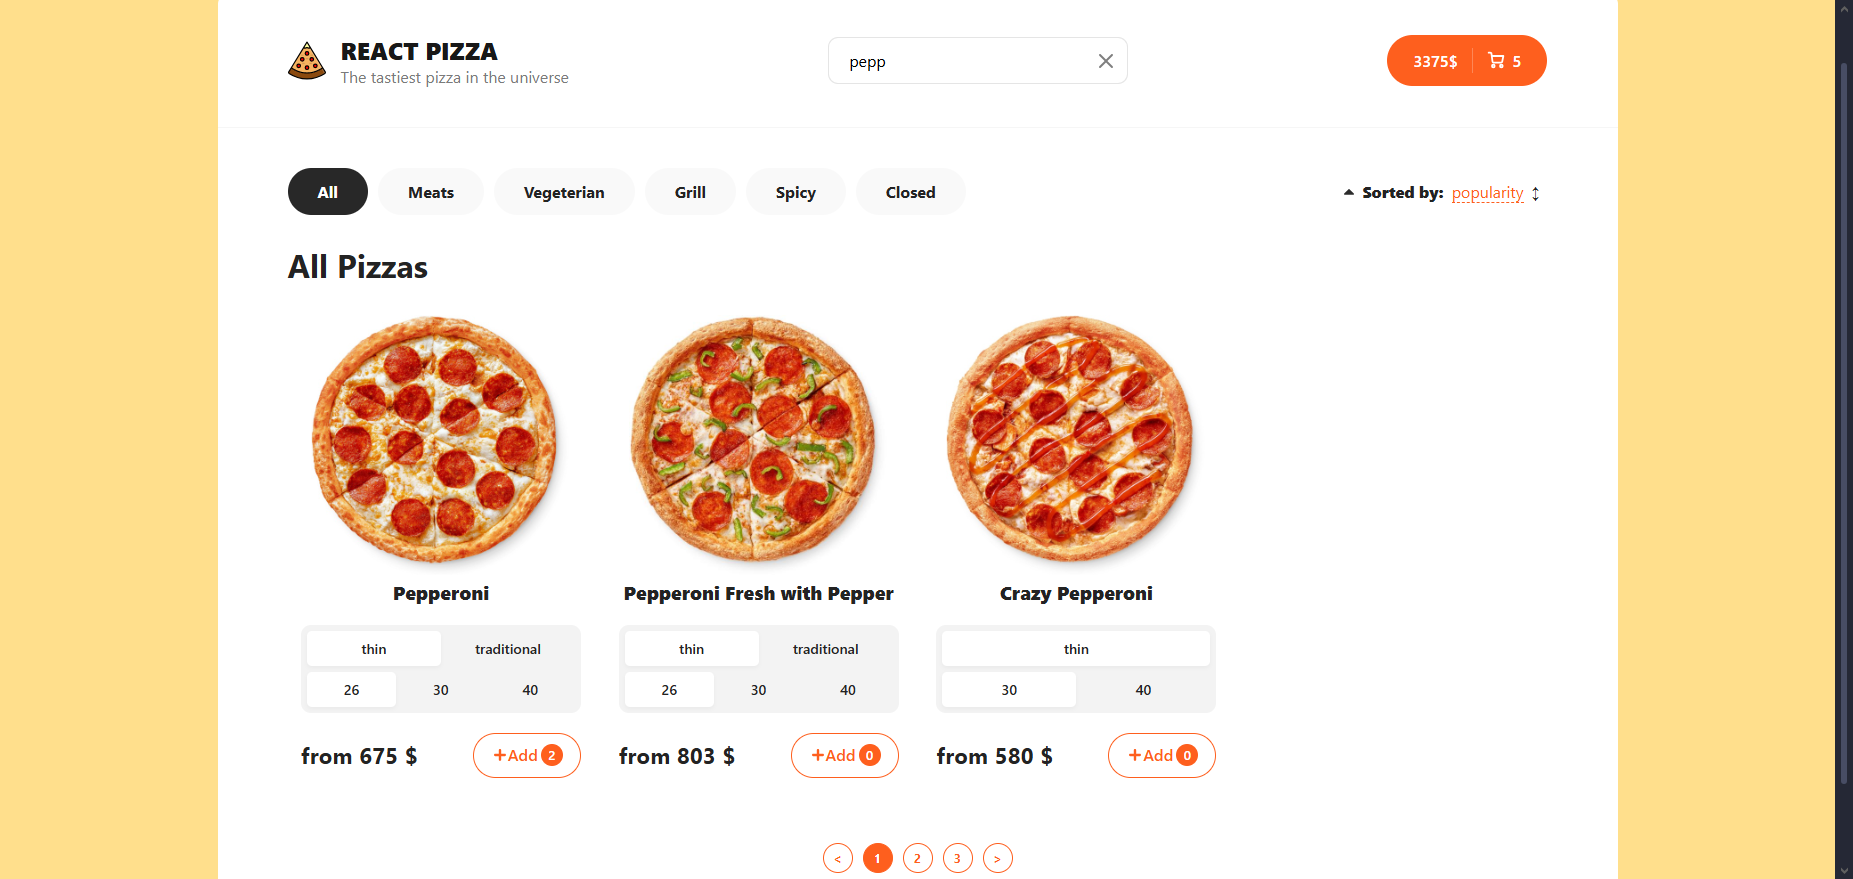 REACT PIZZA
The tastiest pizza in the universe
pepp
3375$ 5
All Meats Vegeterian Grill Spicy Closed
Sorted by: popularity
All Pizzas
Pepperoni
thin traditional
26 30 40
from 675 $ +Add 2
Pepperoni Fresh with Pepper
thin traditional
26 30 40
from 803 $ +Add 0
Crazy Pepperoni
thin
30 40
from 580 $ +Add 0
< 1 2 3 >